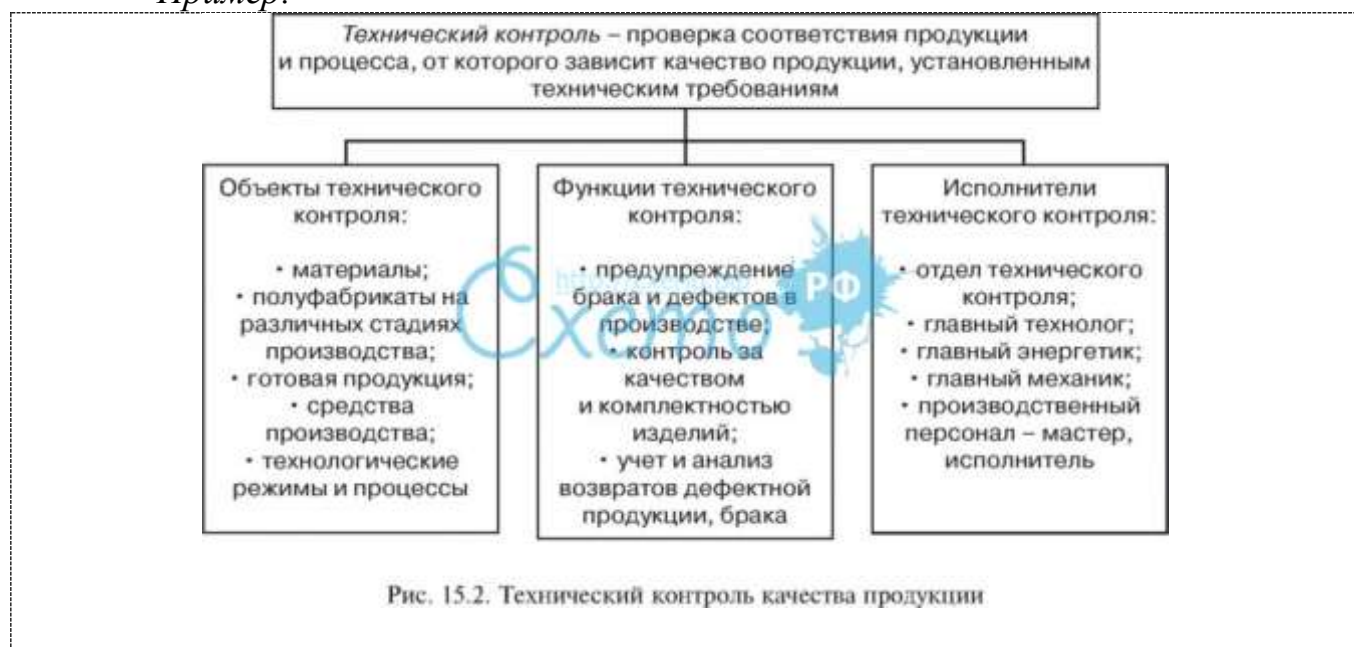 Пример:
Технический контроль – проверка соответствия продукции
и процесса, от которого зависит качество продукции, установленным
техническим требованиям
Объекты технического
контроля:
• материалы;
• полуфабрикаты на
различных стадиях
производства;
• готовая продукция;
• средства
производства;
• технологические
режимы и процессы
Функции технического
контроля:
• предупреждение
брака и дефектов в
производстве;
• контроль за
качеством
и комплектностью
изделий;
• учет и анализ
возвратов дефектной
продукции, брака
Исполнители
технического контроля:
• отдел технического
контроля;
• главный технолог;
• главный энергетик;
• главный механик;
• производственный
персонал – мастер,
исполнитель
Схемо
РФ
Рис. 15.2. Технический контроль качества продукции